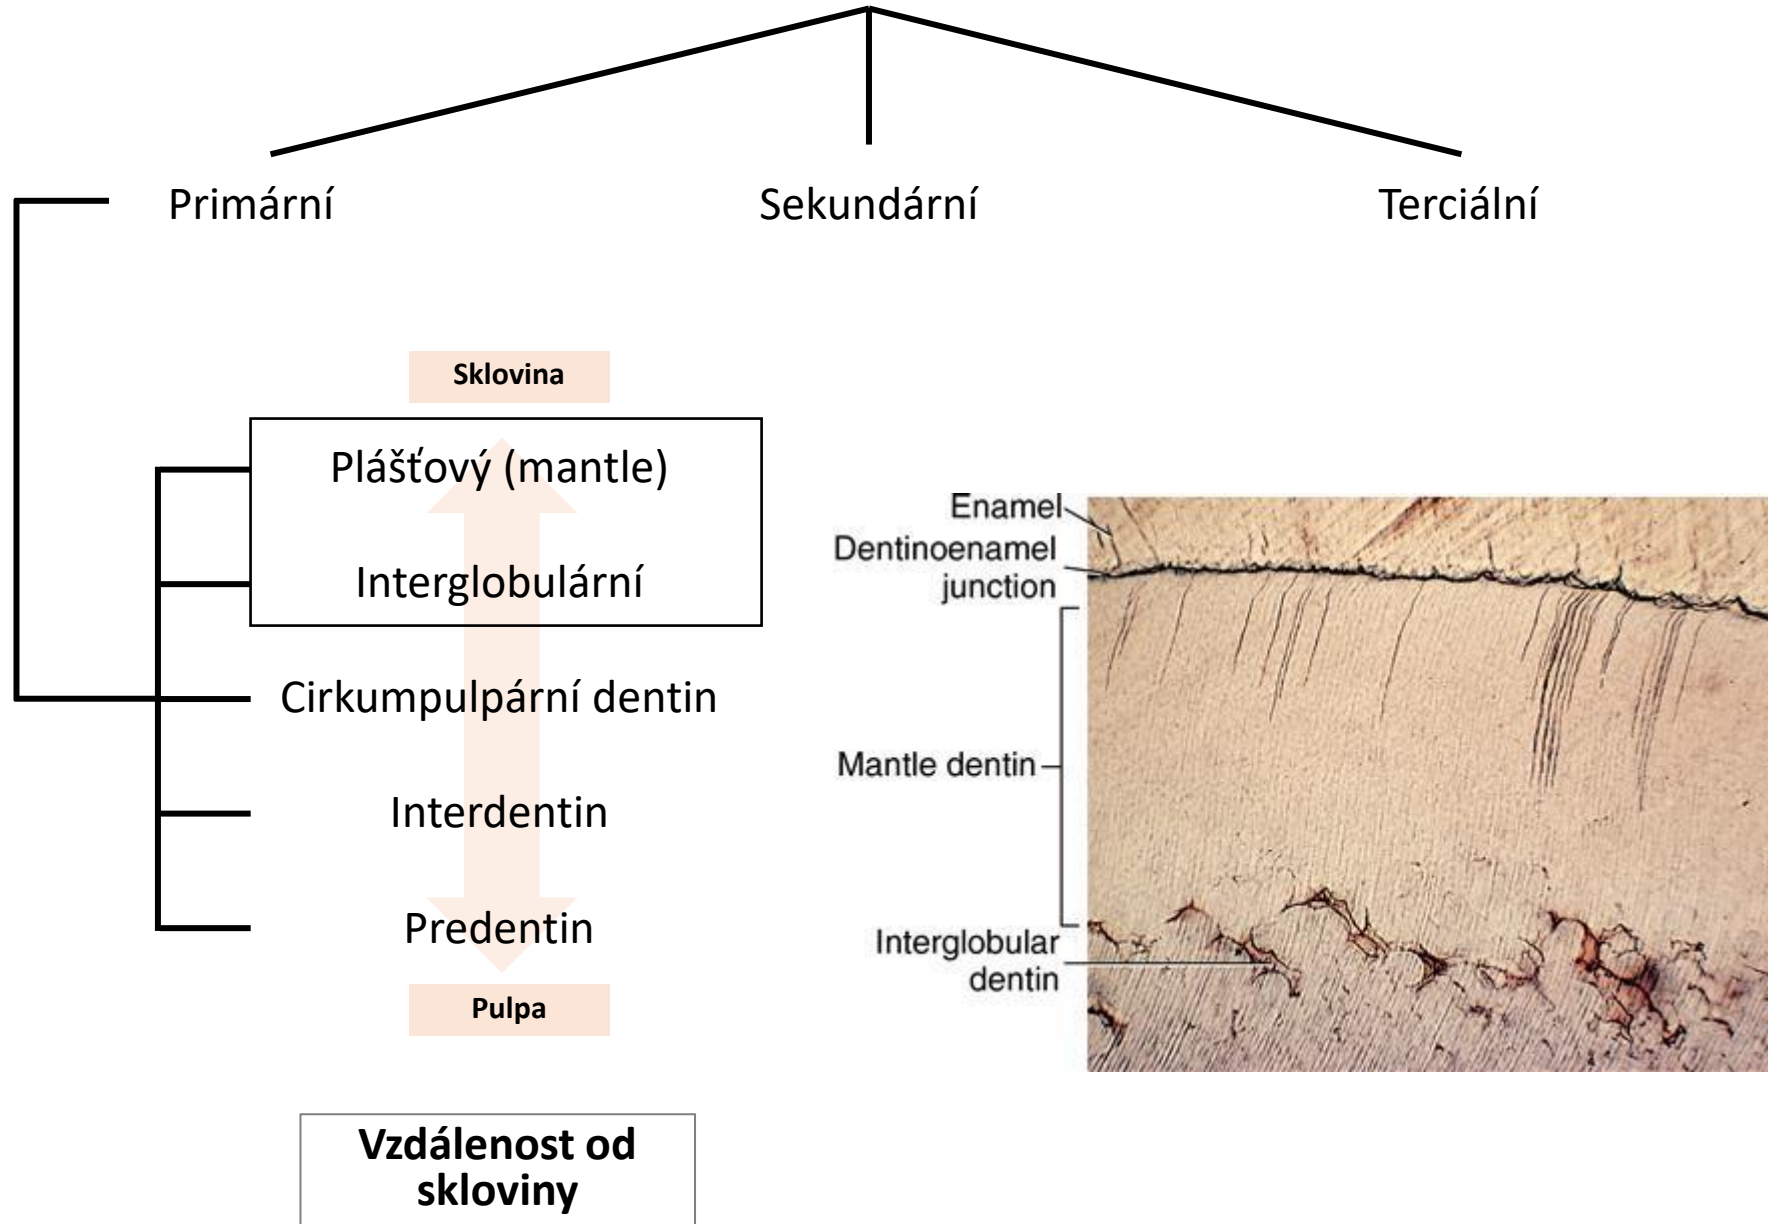 Primární
Sekundární
Terciální
Sklovina
Plášťový (mantle)
Interglobulární
Cirkumpulpární dentin
Interdentin
Predentin
Pulpa
Vzdálenost od
skloviny
Enamel
Dentinoenamel
junction
Mantle dentin
Interglobular
dentin